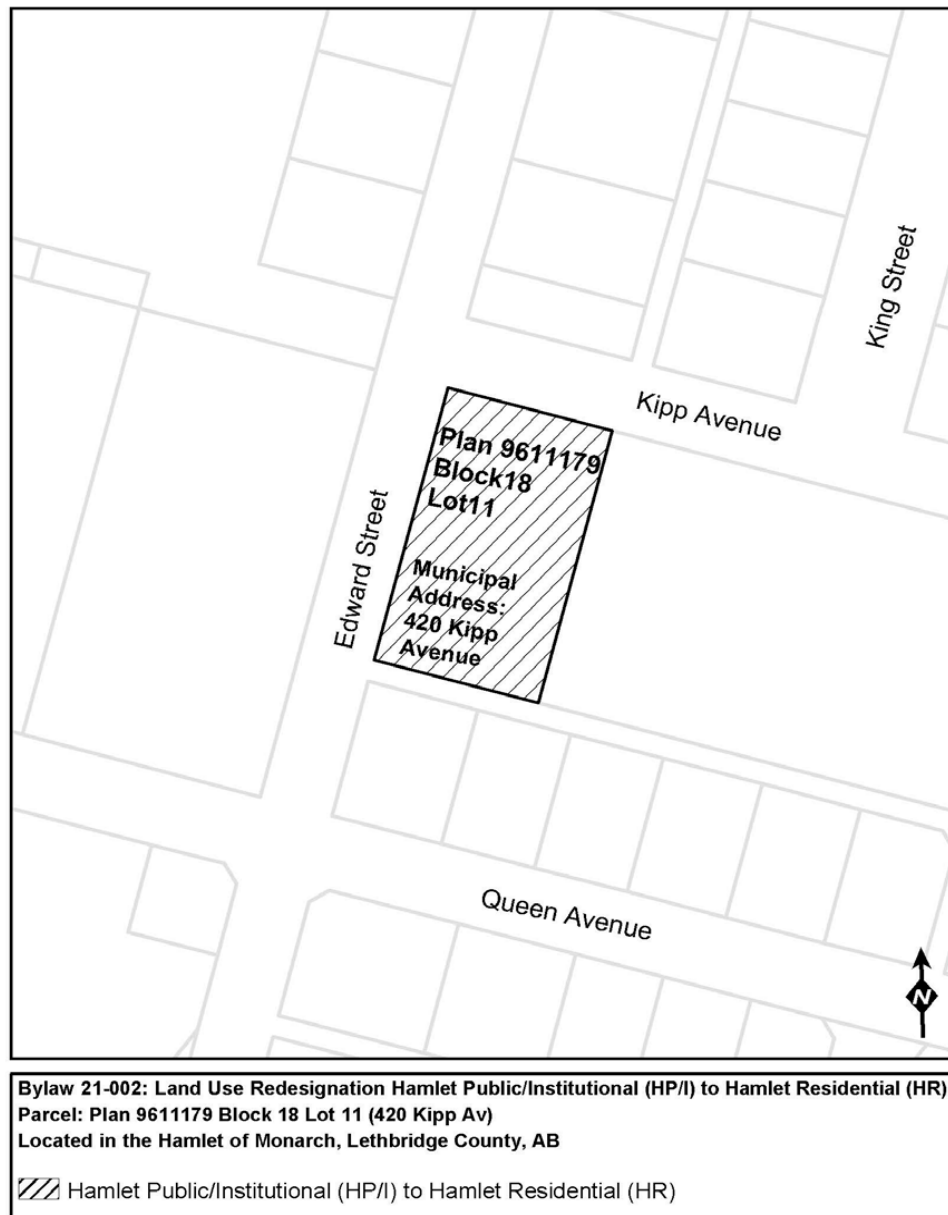 King Street
Kipp Avenue
Plan 9611179
Block18
Lot11
Edward Street
Municipal
Address:
420 Kipp
Avenue
Queen Avenue
N
Bylaw 21-002: Land Use Redesignation Hamlet Public/Institutional (HP/I) to Hamlet Residential (HR)
Parcel: Plan 9611179 Block 18 Lot 11 (420 Kipp Av)
Located in the Hamlet of Monarch, Lethbridge County, AB
Hamlet Public/Institutional (HP/I) to Hamlet Residential (HR)